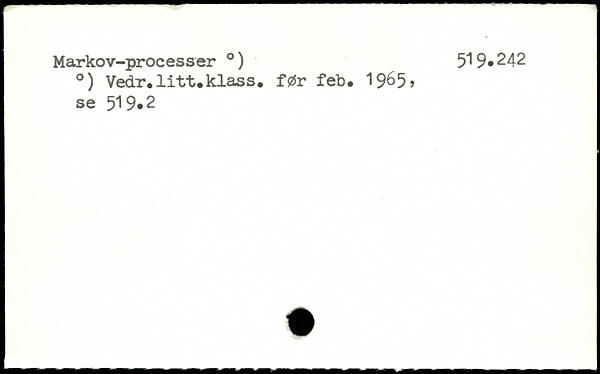 Markov-processer °) 519.242
°) Vedr.litt.klass. før feb. 1965,
se 519.2